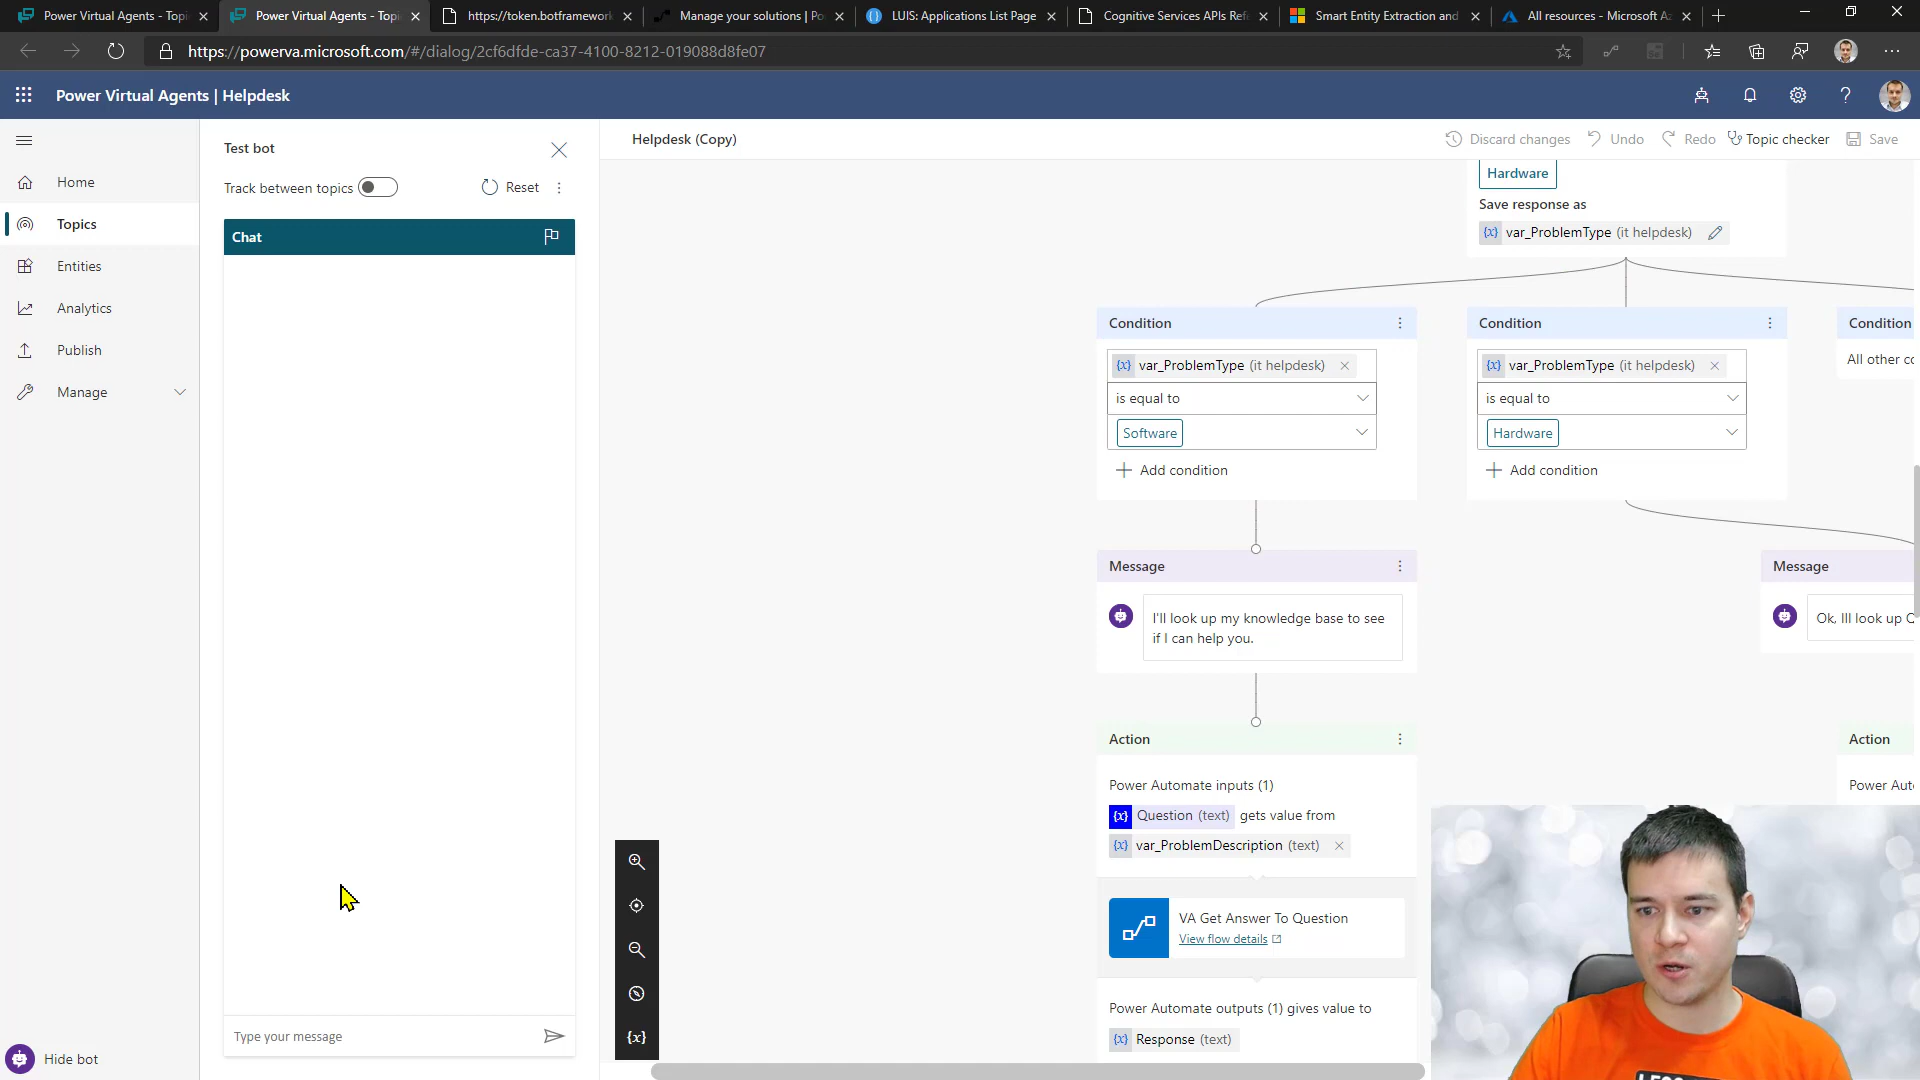 Power Virtual Agents - Topi
Power Virtual Agents - Topi
https://token.botframework
Manage your solutions | Po
LUIS: Applications List Page
Cognitive Services APIs Refe
Smart Entity Extraction and
All resources - Microsoft Az
https://powerva.microsoft.com/#/dialog/2cf6dfde-ca37-4100-8212-019088d8fe07
Power Virtual Agents | Helpdesk
Home
Topics
Entities
Analytics
Publish
Manage
Hide bot
Test bot
Track between topics
Reset
Chat
Type your message
Helpdesk (Copy)
Discard changes
Undo
Redo
Topic checker
Save
Hardware
Save response as
{x} var_ProblemType (it helpdesk)
Condition
{x} var_ProblemType (it helpdesk)
is equal to
Software
Add condition
Condition
{x} var_ProblemType (it helpdesk)
is equal to
Hardware
Add condition
Condition
All other co
Message
I'll look up my knowledge base to see
if I can help you.
Message
Ok, Ill look up Q
Action
Power Automate inputs (1)
{x} Question (text) gets value from
{x} var_ProblemDescription (text)
VA Get Answer To Question
View flow details
Power Automate outputs (1) gives value to
{x} Response (text)
Action
Power Auto
{x}